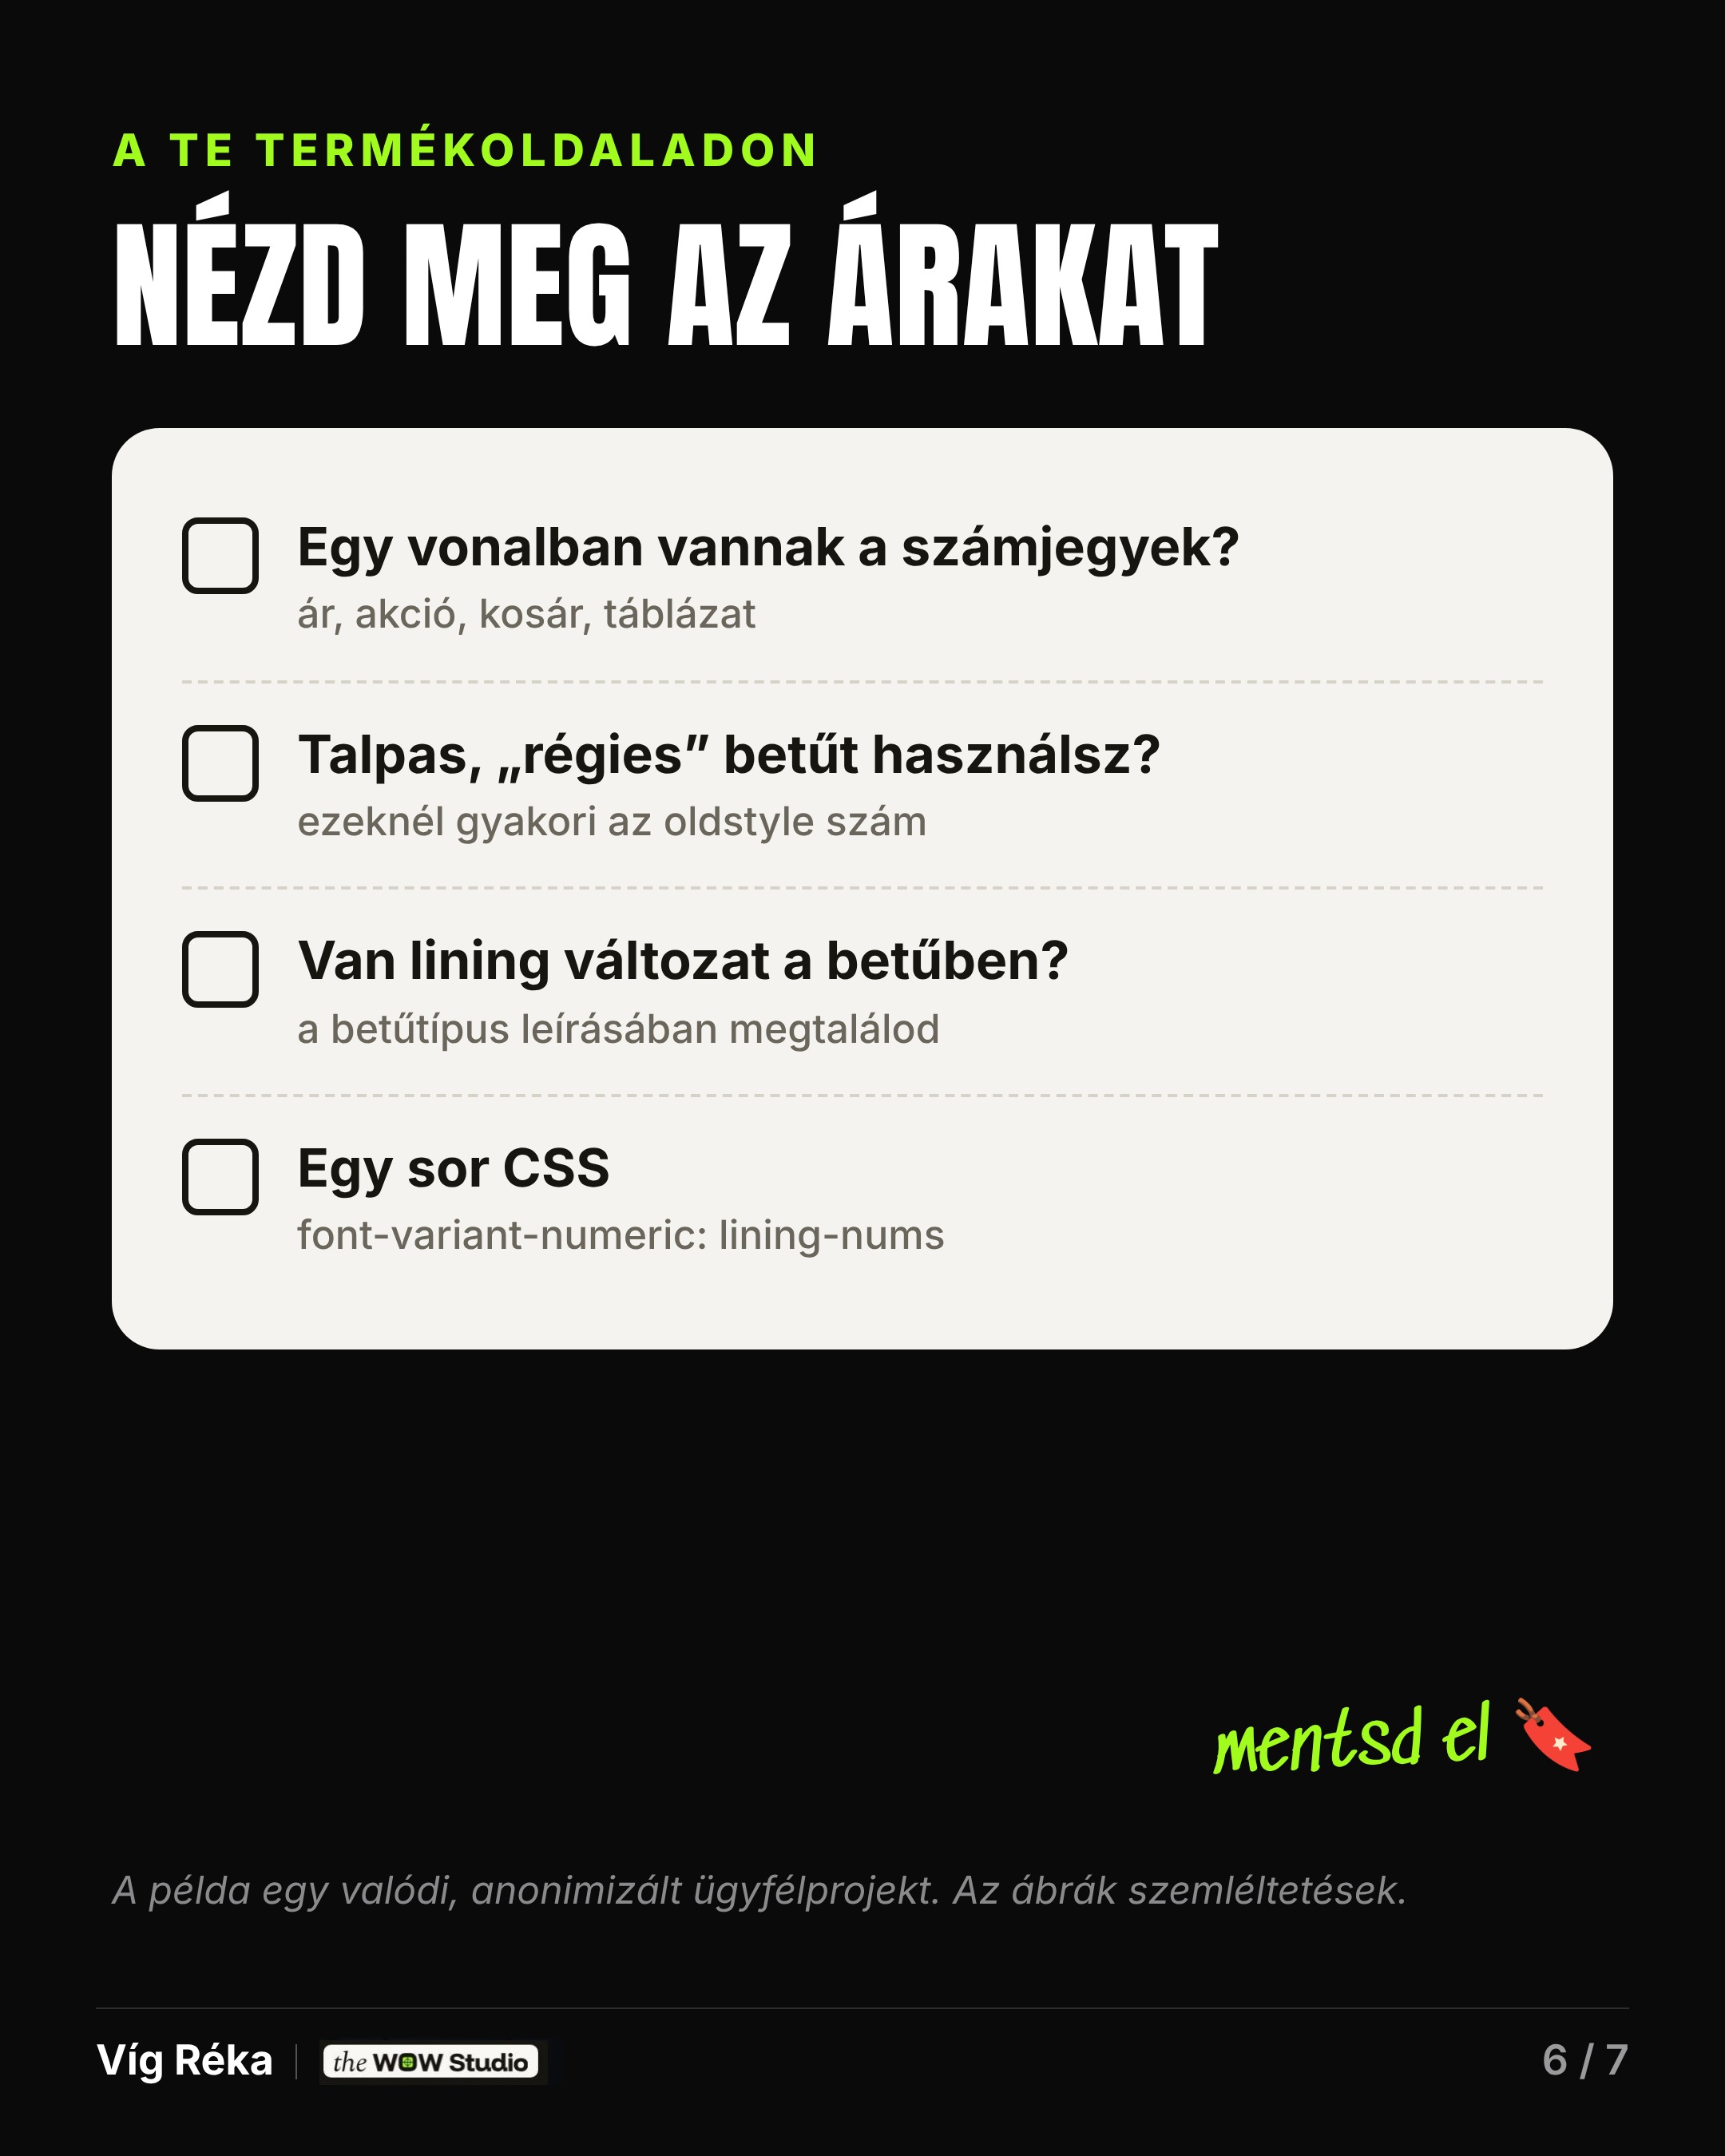 A TE TERMÉKOLDALADON
NÉZD MEG AZ ÁRAKAT
Egy vonalban vannak a számjegyek?
ár, akció, kosár, táblázat
Talpas, „régies” betűt használsz?
ezeknél gyakori az oldstyle szám
Van lining változat a betűben?
a betűtípus leírásában megtalálod
Egy sor CSS
font-variant-numeric: lining-nums
mentsd el
A példa egy valódi, anonimizált ügyfélprojekt. Az ábrák szemléltetések.
Víg Réka
the WOW Studio
6 / 7